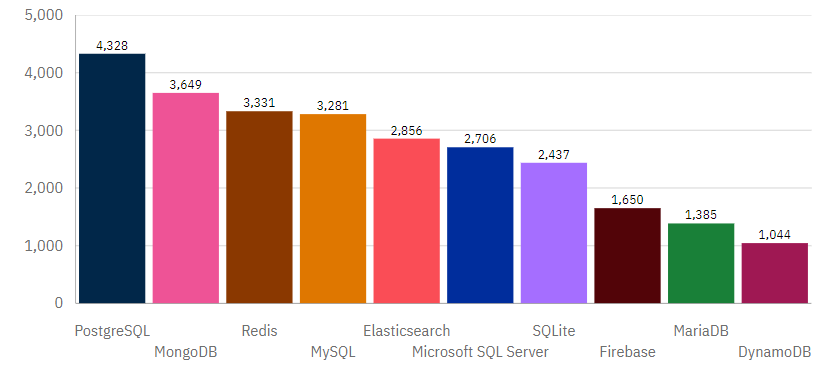 5,000
4,000
3,000
2,000
1,000
0
4,328
3,649
3,331
3,281
2,856
2,706
2,437
1,650
1,385
1,044
PostgreSQL
MongoDB
Redis
MySQL
Elasticsearch
Microsoft SQL Server
SQLite
Firebase
MariaDB
DynamoDB